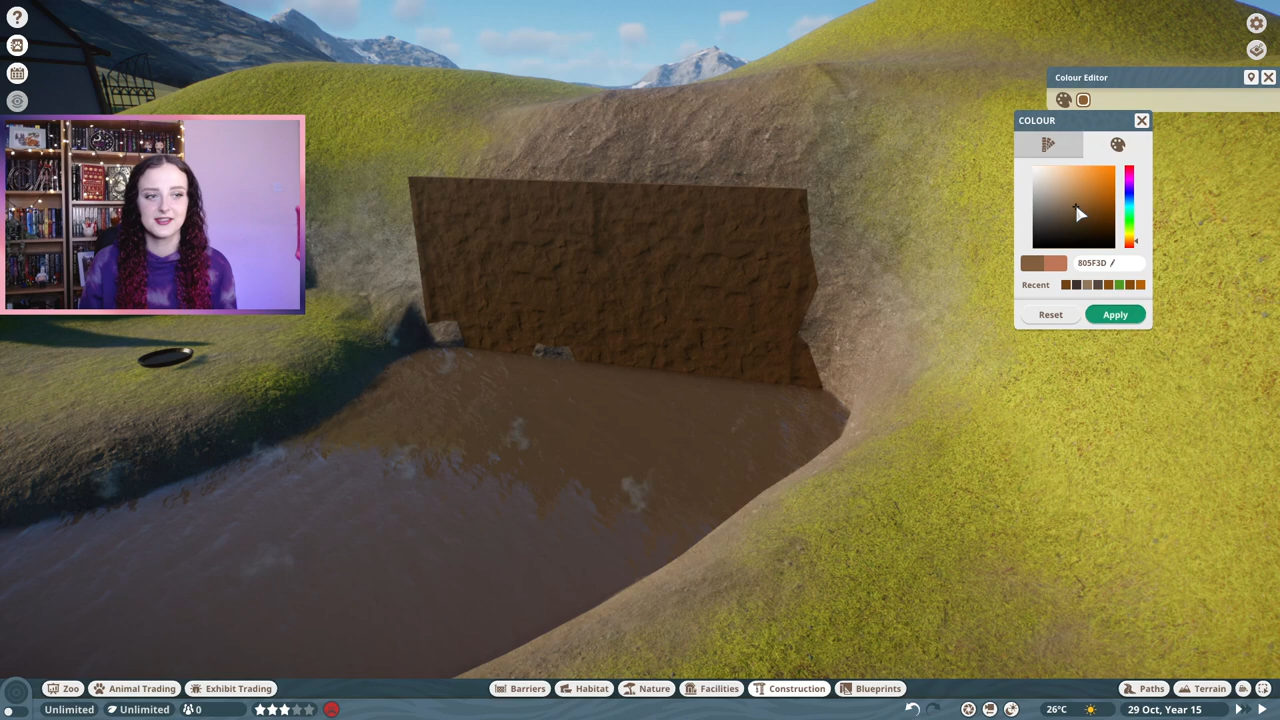 ?
Colour Editor
COLOUR
805F3D
Recent
Reset
Apply
Zoo
Animal Trading
Exhibit Trading
Barriers
Habitat
Nature
Facilities
Construction
Blueprints
Paths
Terrain
Unlimited
Unlimited
0
26°C
29 Oct, Year 15